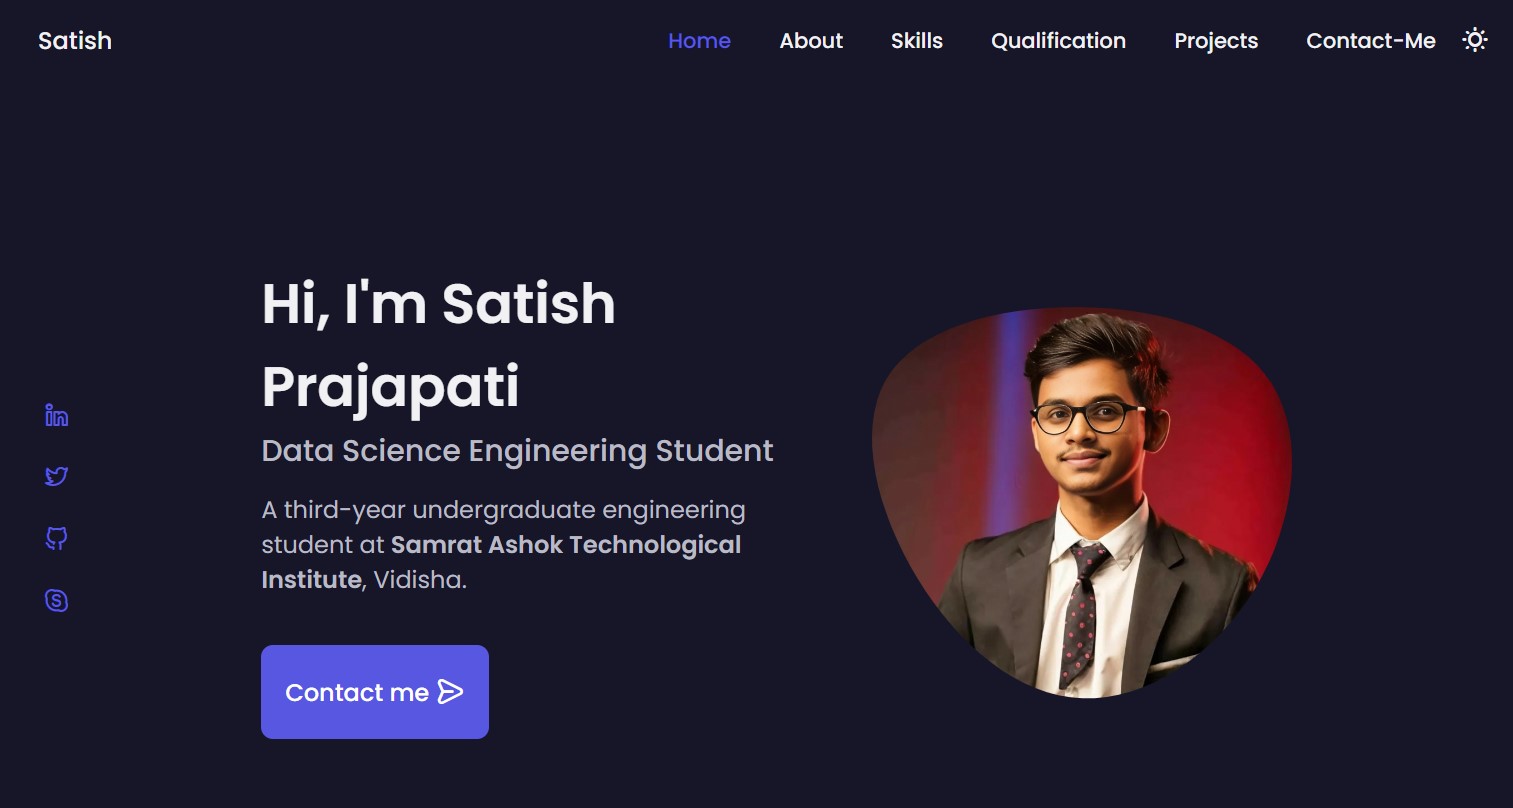 Satish
Home About Skills Qualification Projects Contact-Me
Hi, I'm Satish
Prajapati
Data Science Engineering Student
A third-year undergraduate engineering
student at Samrat Ashok Technological
Institute, Vidisha.
Contact me